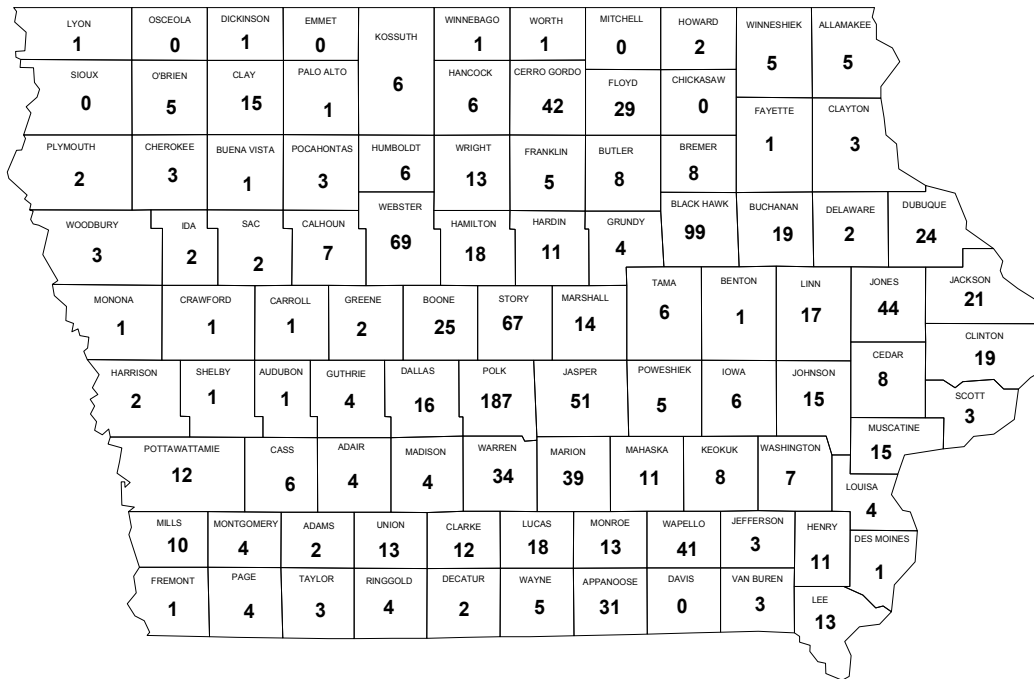 LYON
1
OSCEOLA
0
DICKINSON
1
EMMET
0
KOSSUTH
6
WINNEBAGO
1
WORTH
1
MITCHELL
0
HOWARD
2
WINNESHIEK
5
ALLAMAKEE
5
SIOUX
0
O'BRIEN
5
CLAY
15
PALO ALTO
1
HANCOCK
6
CERRO GORDO
42
FLOYD
29
CHICKASAW
0
FAYETTE
1
CLAYTON
3
PLYMOUTH
2
CHEROKEE
3
BUENA VISTA
1
POCAHONTAS
3
HUMBOLDT
6
WRIGHT
13
FRANKLIN
5
BUTLER
8
BREMER
8
WOODBURY
3
IDA
2
SAC
2
CALHOUN
7
WEBSTER
69
HAMILTON
18
HARDIN
11
GRUNDY
4
BLACK HAWK
99
BUCHANAN
19
DELAWARE
2
DUBUQUE
24
MONONA
1
CRAWFORD
1
CARROLL
1
GREENE
2
BOONE
25
STORY
67
MARSHALL
14
TAMA
6
BENTON
1
LINN
17
JONES
44
JACKSON
21
CLINTON
19
HARRISON
2
SHELBY
1
AUDUBON
1
GUTHRIE
4
DALLAS
16
POLK
187
JASPER
51
POWESHIEK
5
IOWA
6
JOHNSON
15
CEDAR
8
SCOTT
3
MUSCATINE
15
POTTAWATTAMIE
12
CASS
6
ADAIR
4
MADISON
4
WARREN
34
MARION
39
MAHASKA
11
KEOKUK
8
WASHINGTON
7
LOUISA
4
MILLS
10
MONTGOMERY
4
ADAMS
2
UNION
13
CLARKE
12
LUCAS
18
MONROE
13
WAPELLO
41
JEFFERSON
3
HENRY
11
DES MOINES
1
FREMONT
1
PAGE
4
TAYLOR
3
RINGGOLD
4
DECATUR
2
WAYNE
5
APPANOOSE
31
DAVIS
0
VAN BUREN
3
LEE
13